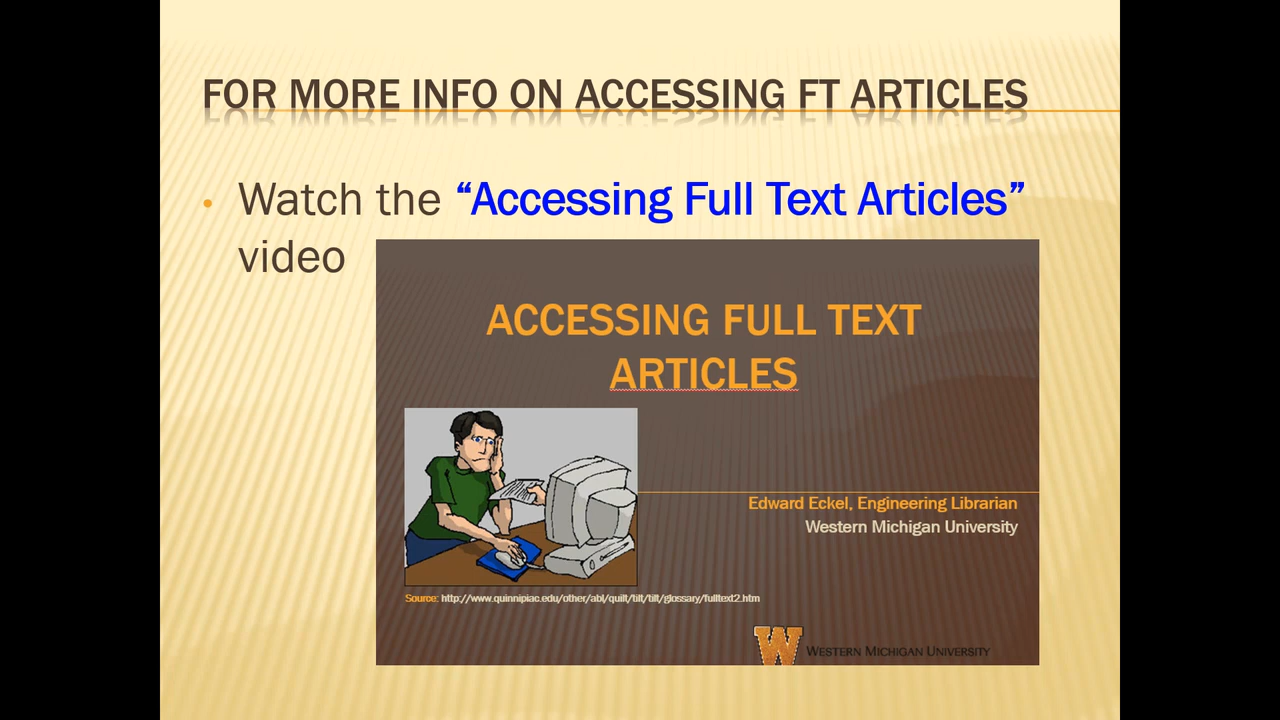 FOR MORE INFO ON ACCESSING FT ARTICLES
• Watch the “Accessing Full Text Articles”
video
ACCESSING FULL TEXT
ARTICLES
Edward Eckel, Engineering Librarian
Western Michigan University
Source: http://www.quinnipiac.edu/other/abl/quilt/tilt/tilt/glossary/fulltext2.htm
W WESTERN MICHIGAN UNIVERSITY